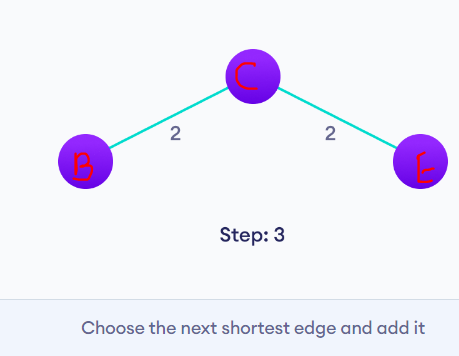 C
2 2
B E
Step: 3
Choose the next shortest edge and add it